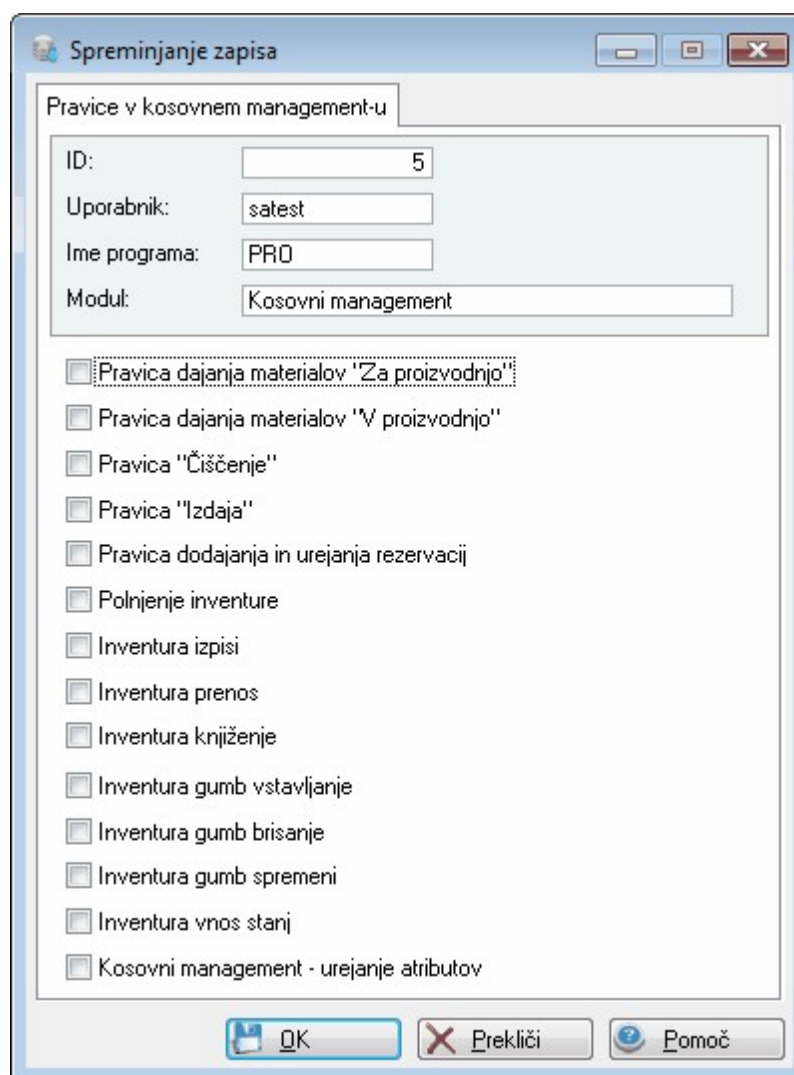 Spreminjanje zapisa
Pravice v kosovnem management-u
ID: 5
Uporabnik: satest
Ime programa: PRO
Modul: Kosovni management
Pravica dajanja materialov "Za proizvodnjo"
Pravica dajanja materialov "V proizvodnjo"
Pravica "Čiščenje"
Pravica "Izdaja"
Pravica dodajanja in urejanja rezervacij
Polnjenje inventure
Inventura izpisi
Inventura prenos
Inventura knjiženje
Inventura gumb vstavljanje
Inventura gumb brisanje
Inventura gumb spremeni
Inventura vnos stanj
Kosovni management - urejanje atributov
OK Prekliči Pomoč